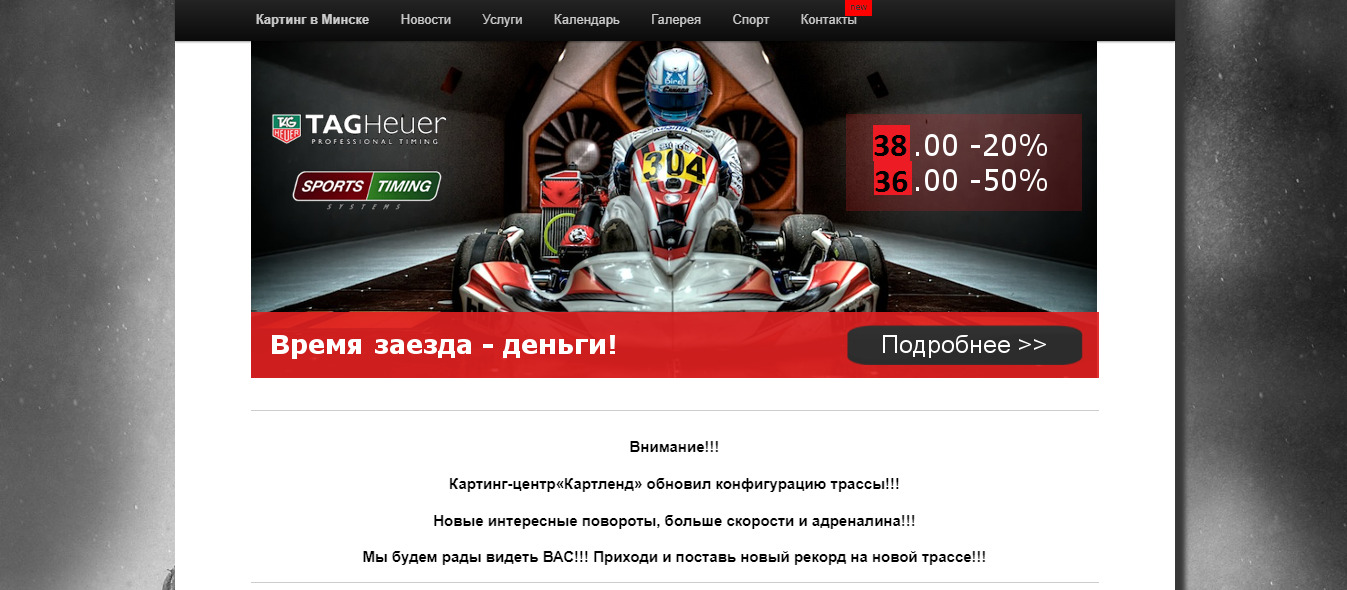 new
Картинг в Минске Новости Услуги Календарь Галерея Спорт Контакты
Direl
TAG
HEUER
TAGHeuer
PROFESSIONAL TIMING
38.00 -20%
304
SPORTS TIMING
SYSTEMS
36.00 -50%
Время заезда - деньги!
Подробнее >>
Внимание!!!
Картинг-центр«Картленд» обновил конфигурацию трассы!!!
Новые интересные повороты, больше скорости и адреналина!!!
Мы будем рады видеть ВАС!!! Приходи и поставь новый рекорд на новой трассе!!!